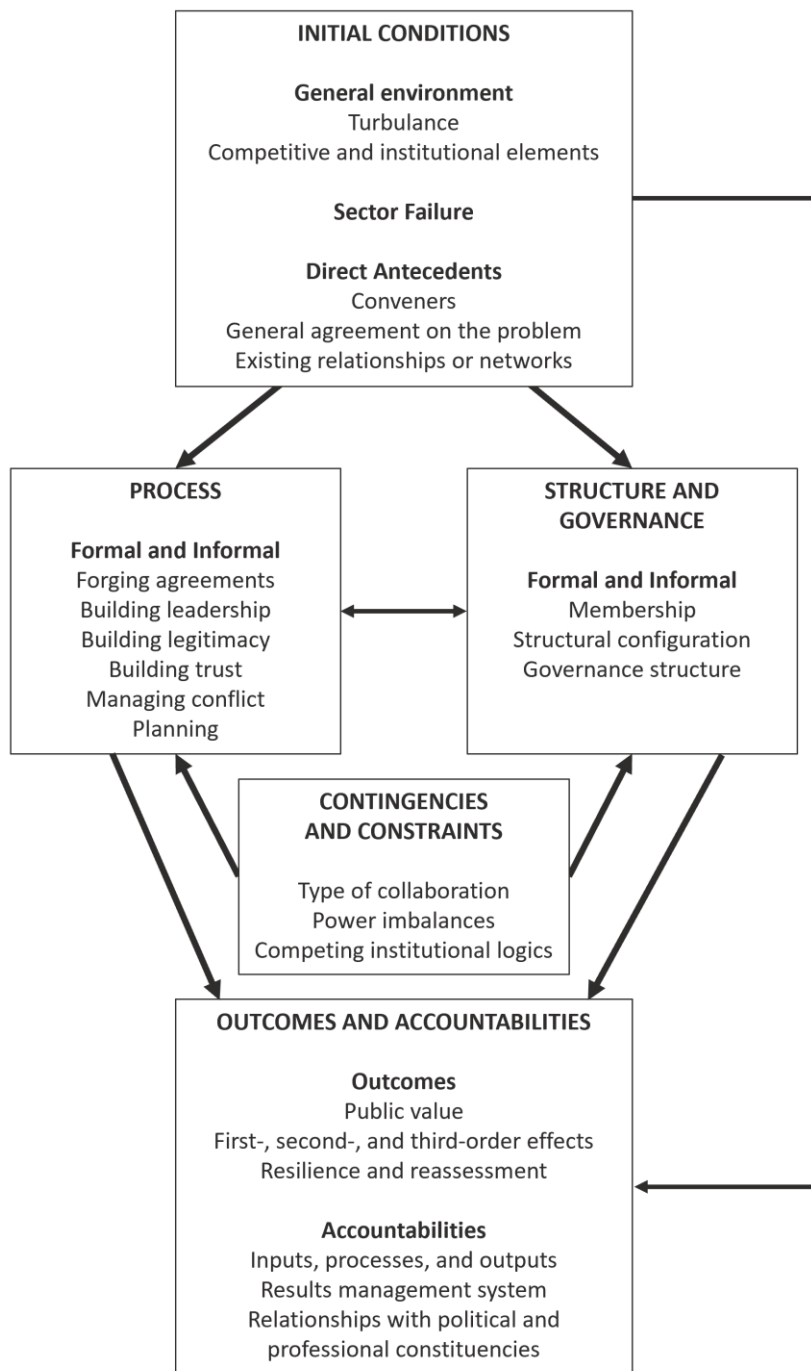 INITIAL CONDITIONS
General environment
Turbulance
Competitive and institutional elements
Sector Failure
Direct Antecedents
Conveners
General agreement on the problem
Existing relationships or networks
PROCESS
Formal and Informal
Forging agreements
Building leadership
Building legitimacy
Building trust
Managing conflict
Planning
STRUCTURE AND
GOVERNANCE
Formal and Informal
Membership
Structural configuration
Governance structure
CONTINGENCIES
AND CONSTRAINTS
Type of collaboration
Power imbalances
Competing institutional logics
OUTCOMES AND ACCOUNTABILITIES
Outcomes
Public value
First-, second-, and third-order effects
Resilience and reassessment
Accountabilities
Inputs, processes, and outputs
Results management system
Relationships with political and
professional constituencies